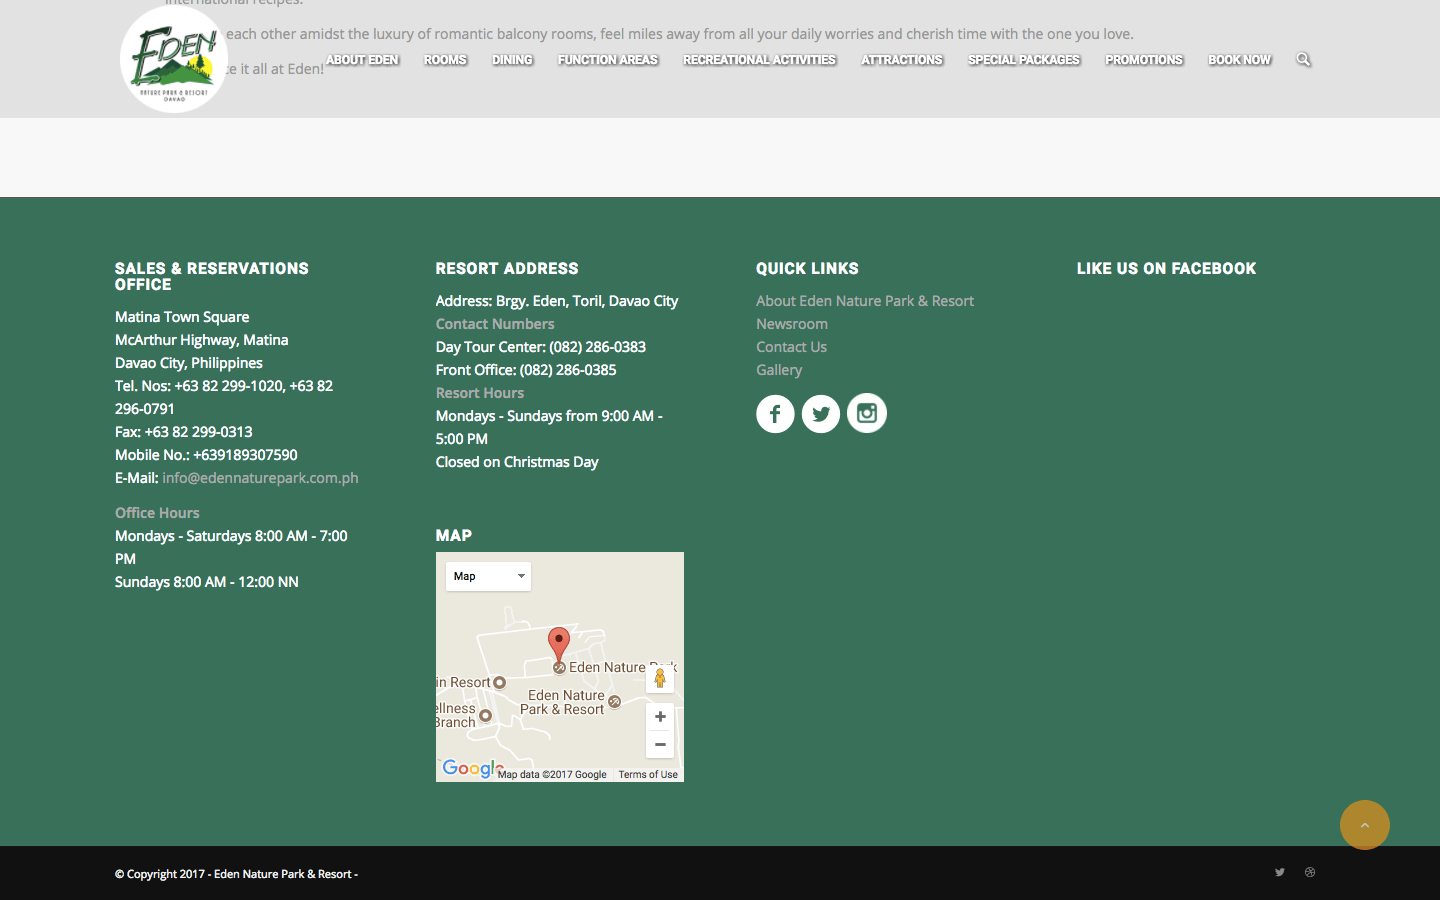 international recipes.
each other amidst the luxury of romantic balcony rooms, feel miles away from all your daily worries and cherish time with the one you love.
it all at Eden!
EDEN
NATURE PARK & RESORT
DAVAO
ABOUT EDEN
ROOMS
DINING
FUNCTION AREAS
RECREATIONAL ACTIVITIES
ATTRACTIONS
SPECIAL PACKAGES
PROMOTIONS
BOOK NOW
SALES & RESERVATIONS
OFFICE
Matina Town Square
McArthur Highway, Matina
Davao City, Philippines
Tel. Nos: +63 82 299-1020, +63 82
296-0791
Fax: +63 82 299-0313
Mobile No.: +639189307590
E-Mail: info@edennaturepark.com.ph
Office Hours
Mondays - Saturdays 8:00 AM - 7:00
PM
Sundays 8:00 AM - 12:00 NN
RESORT ADDRESS
Address: Brgy. Eden, Toril, Davao City
Contact Numbers
Day Tour Center: (082) 286-0383
Front Office: (082) 286-0385
Resort Hours
Mondays - Sundays from 9:00 AM -
5:00 PM
Closed on Christmas Day
MAP
Map
Eden Nature Park
in Resort
Eden Nature
Park & Resort
ellness
Branch
Google
Map data ©2017 Google
Terms of Use
QUICK LINKS
About Eden Nature Park & Resort
Newsroom
Contact Us
Gallery
LIKE US ON FACEBOOK
© Copyright 2017 - Eden Nature Park & Resort -